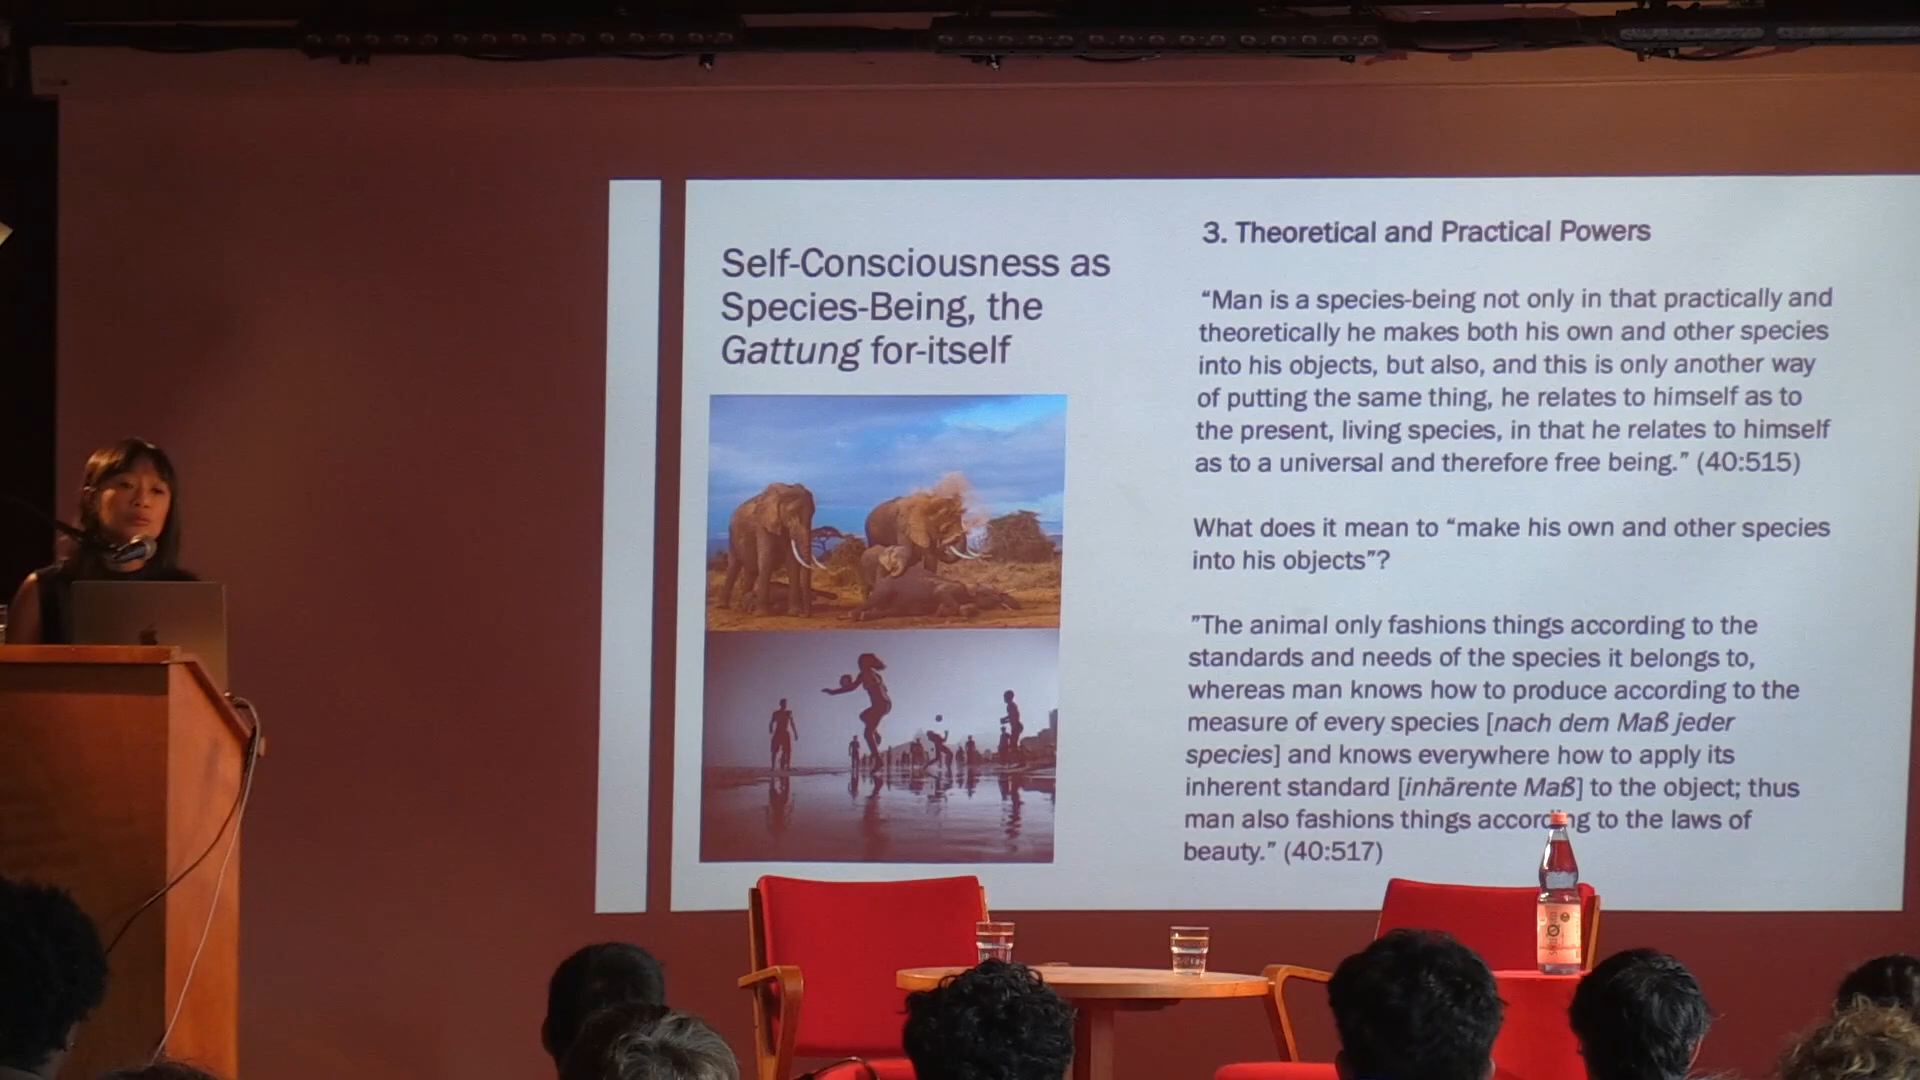 Self-Consciousness as
Species-Being, the
Gattung for-itself
3. Theoretical and Practical Powers
“Man is a species-being not only in that practically and
theoretically he makes both his own and other species
into his objects, but also, and this is only another way
of putting the same thing, he relates to himself as to
the present, living species, in that he relates to himself
as to a universal and therefore free being.” (40:515)
What does it mean to “make his own and other species
into his objects”?
”The animal only fashions things according to the
standards and needs of the species it belongs to,
whereas man knows how to produce according to the
measure of every species [nach dem Maß jeder
species] and knows everywhere how to apply its
inherent standard [inhärente Maß] to the object; thus
man also fashions things according to the laws of
beauty.” (40:517)